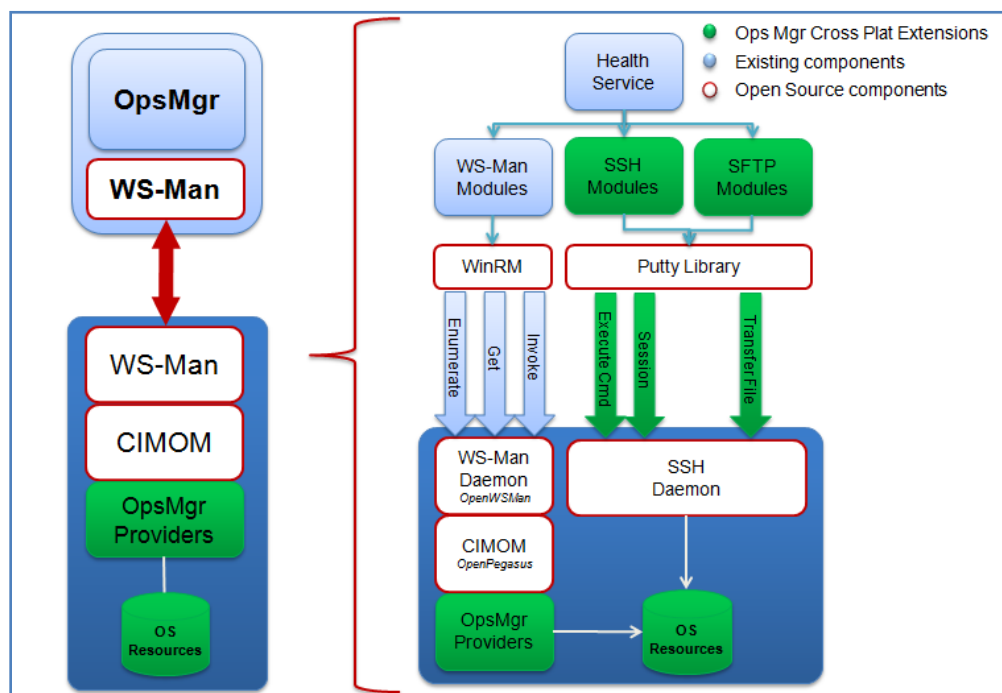 OpsMgr
WS-Man
WS-Man
CIMOM
OpsMgr
Providers
OS
Resources
Ops Mgr Cross Plat Extensions
Existing components
Open Source components
Health
Service
WS-Man
Modules
SSH
Modules
SFTP
Modules
WinRM
Putty Library
Enumerate
Get
Invoke
Execute Cmd
Session
Transfer File
WS-Man
Daemon
OpenWSMan
SSH
Daemon
CIMOM
OpenPegasus
OpsMgr
Providers
OS
Resources